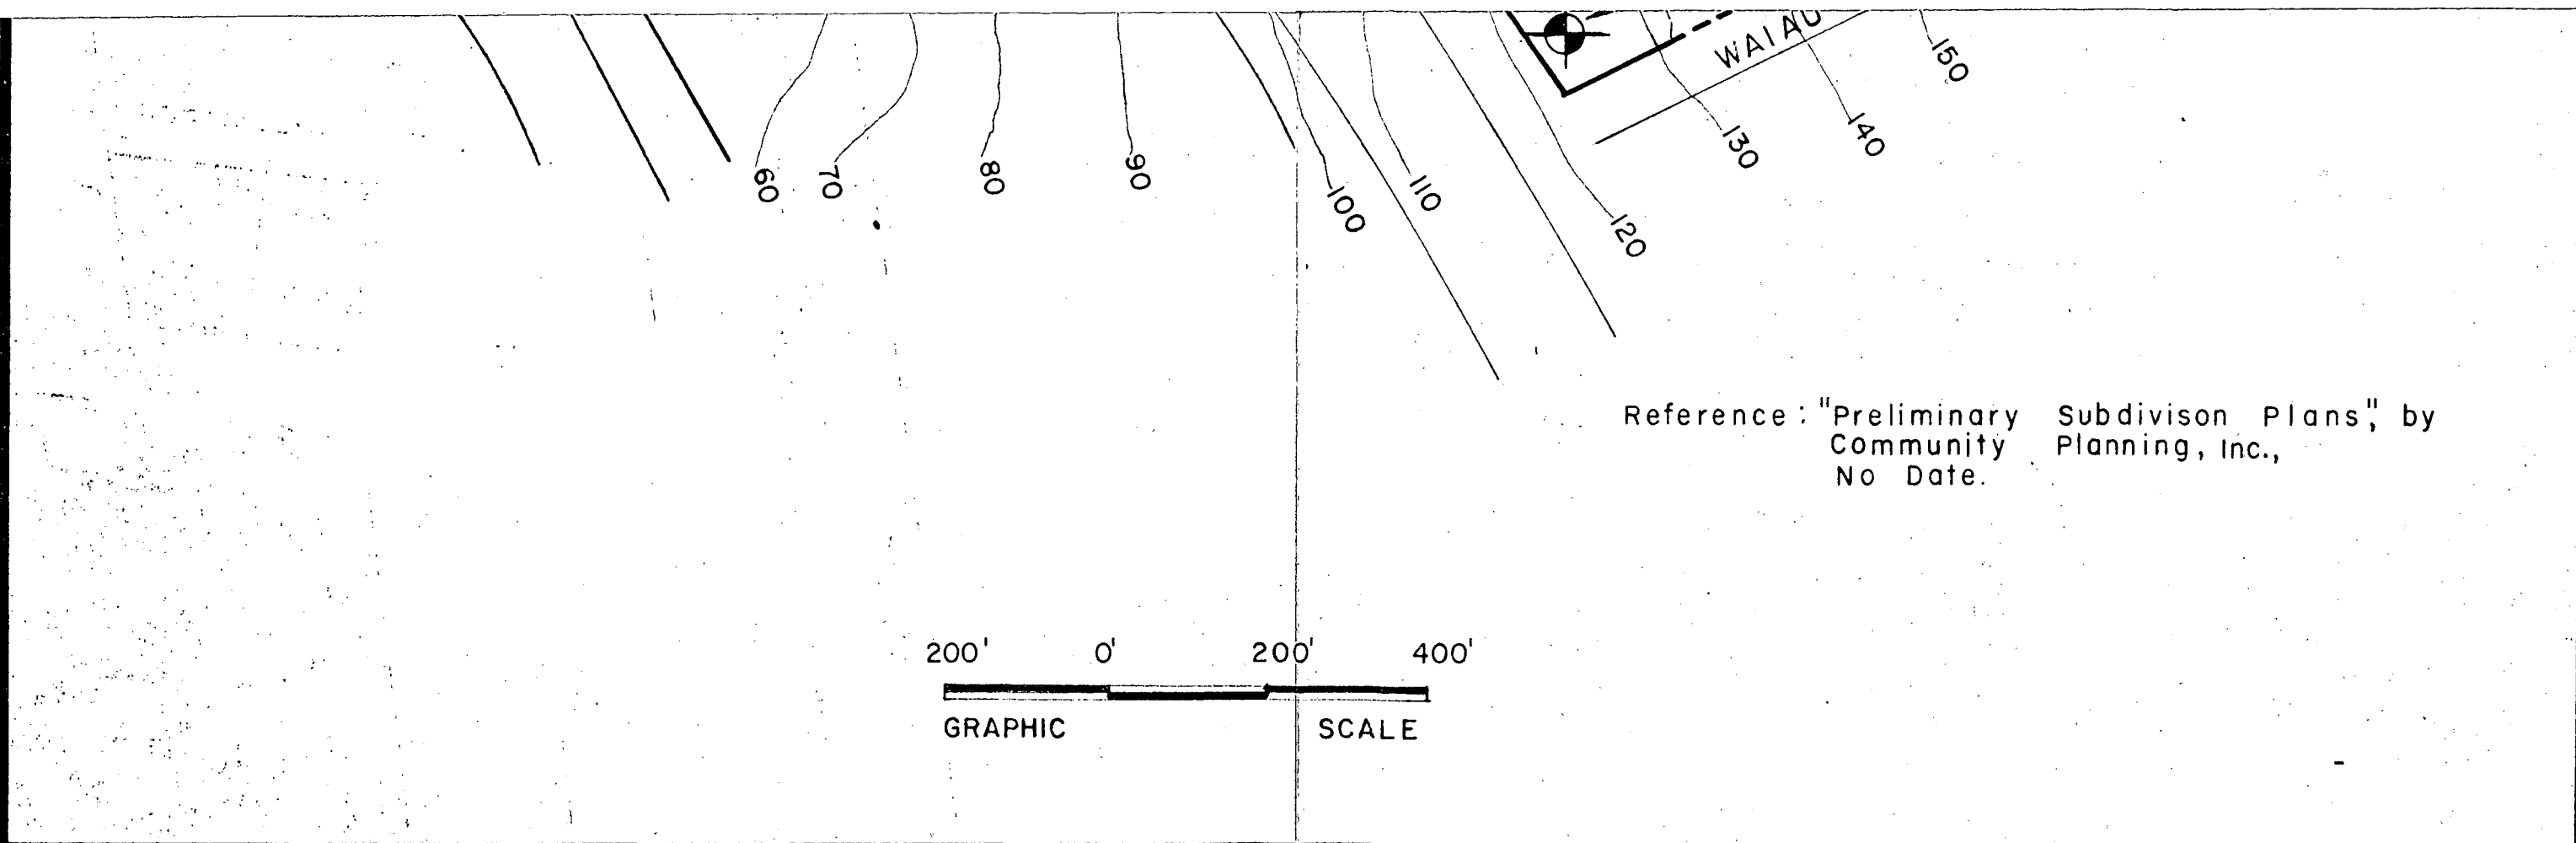 WAIAU
150
140
130
60
70
80
90
100
110
120
Reference: "Preliminary Subdivison Plans", by
Community Planning, Inc.,
No Date.
200' 0' 200' 400'
GRAPHIC SCALE